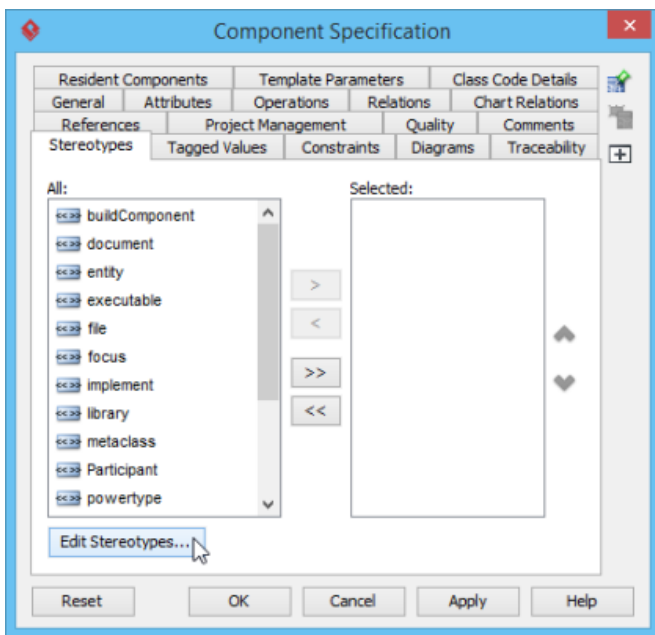 Component Specification
Resident Components Template Parameters Class Code Details
General Attributes Operations Relations Chart Relations
References Project Management Quality Comments
Stereotypes Tagged Values Constraints Diagrams Traceability
All: Selected:
<<>> buildComponent
<<>> document
<<>> entity
<<>> executable
>
<<>> file
<
<<>> focus
<<>> implement
>>
<<>> library
<<
<<>> metaclass
<<>> Participant
<<>> powertype
Edit Stereotypes...
Reset OK Cancel Apply Help